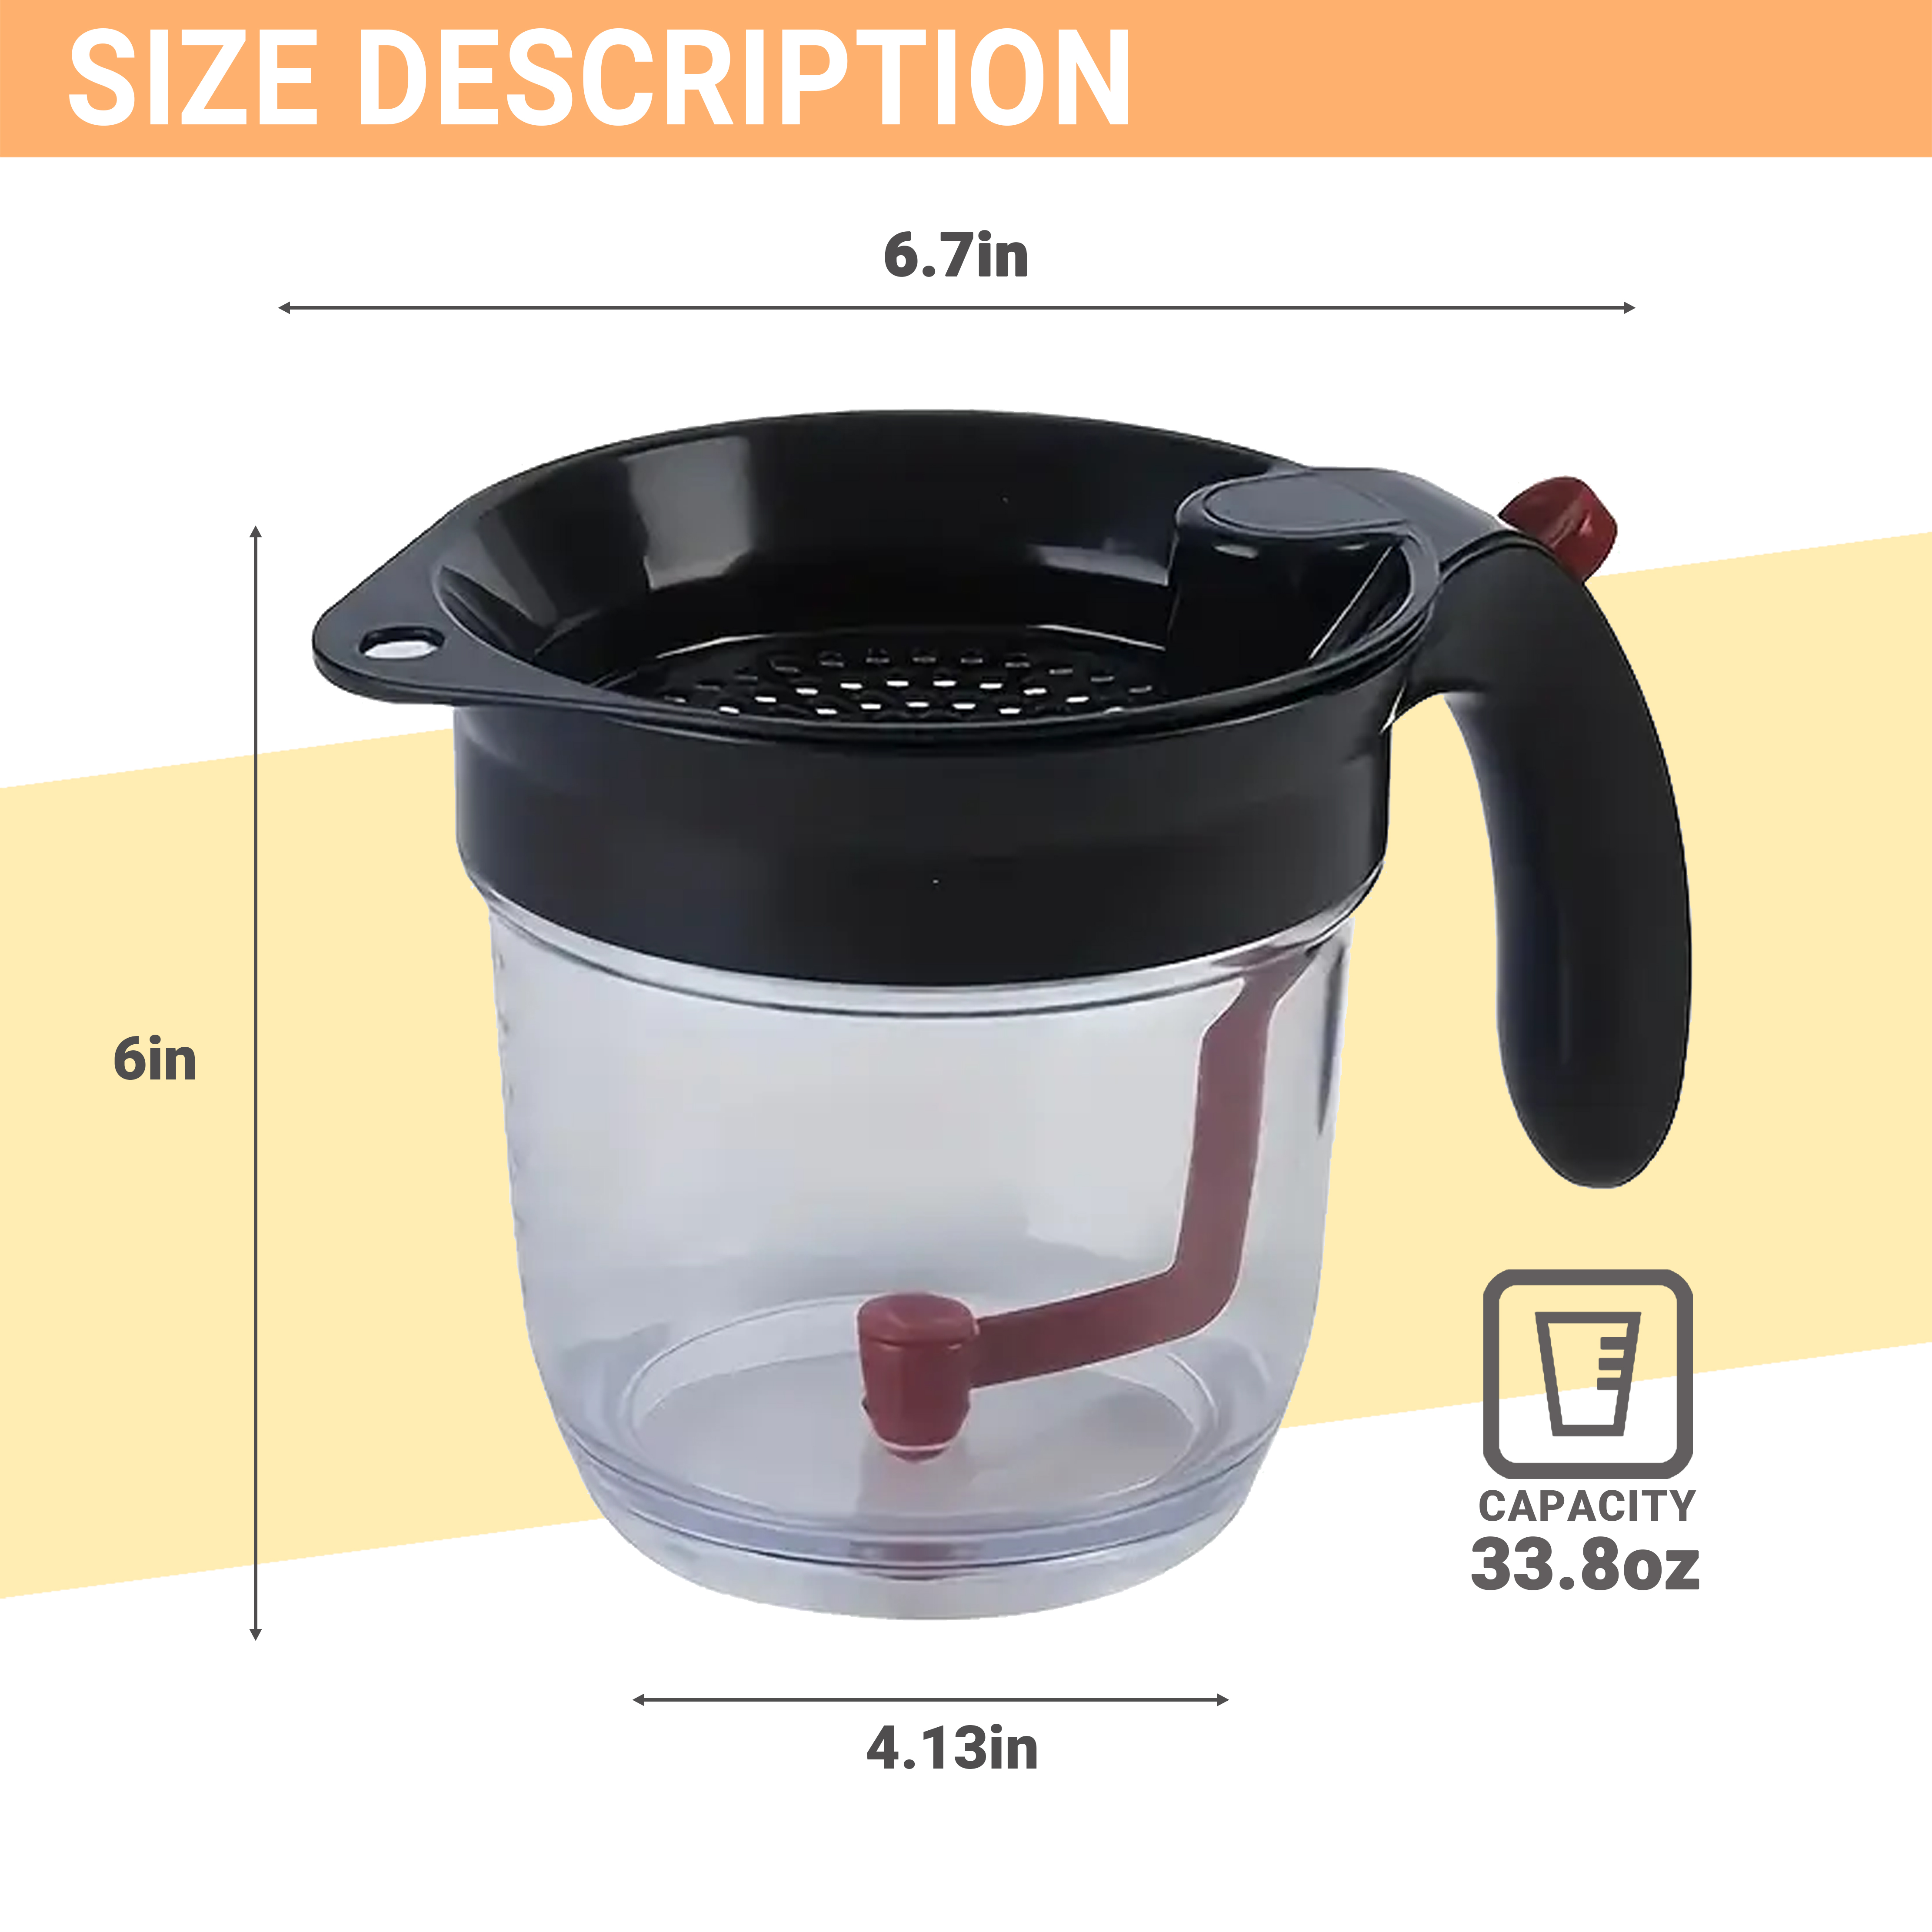 SIZE DESCRIPTION
6.7in
6in
CAPACITY
33.8oz
4.13in